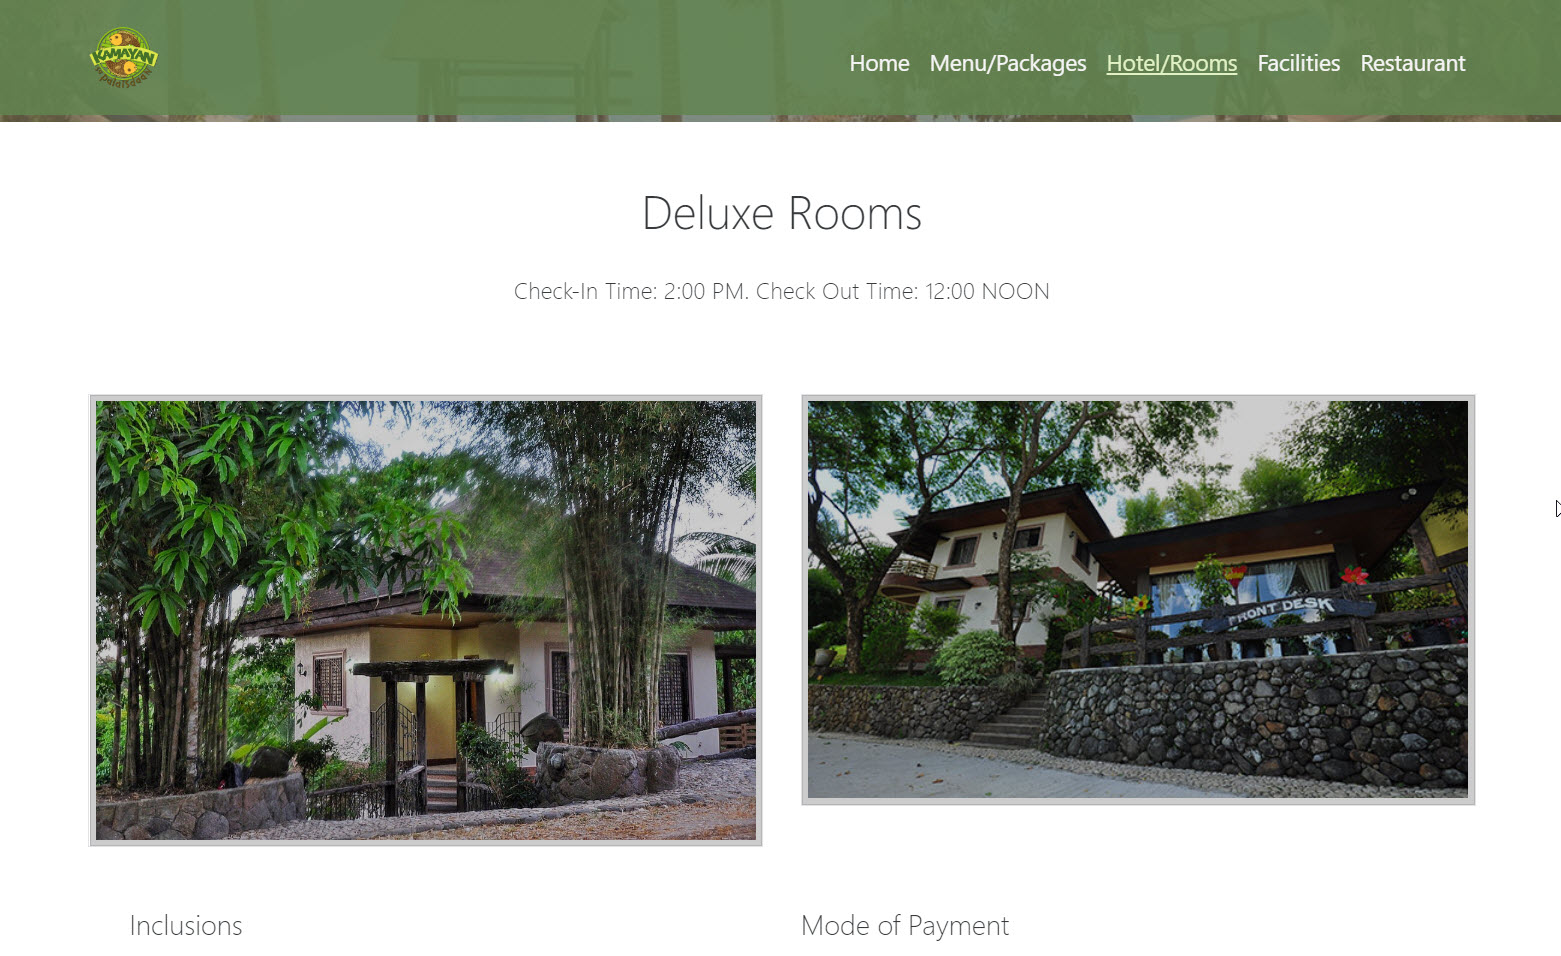 KAMAYAN
sa palaisdaan
Home Menu/Packages Hotel/Rooms Facilities Restaurant
Deluxe Rooms
Check-In Time: 2:00 PM. Check Out Time: 12:00 NOON
FRONT DESK
Inclusions
Mode of Payment